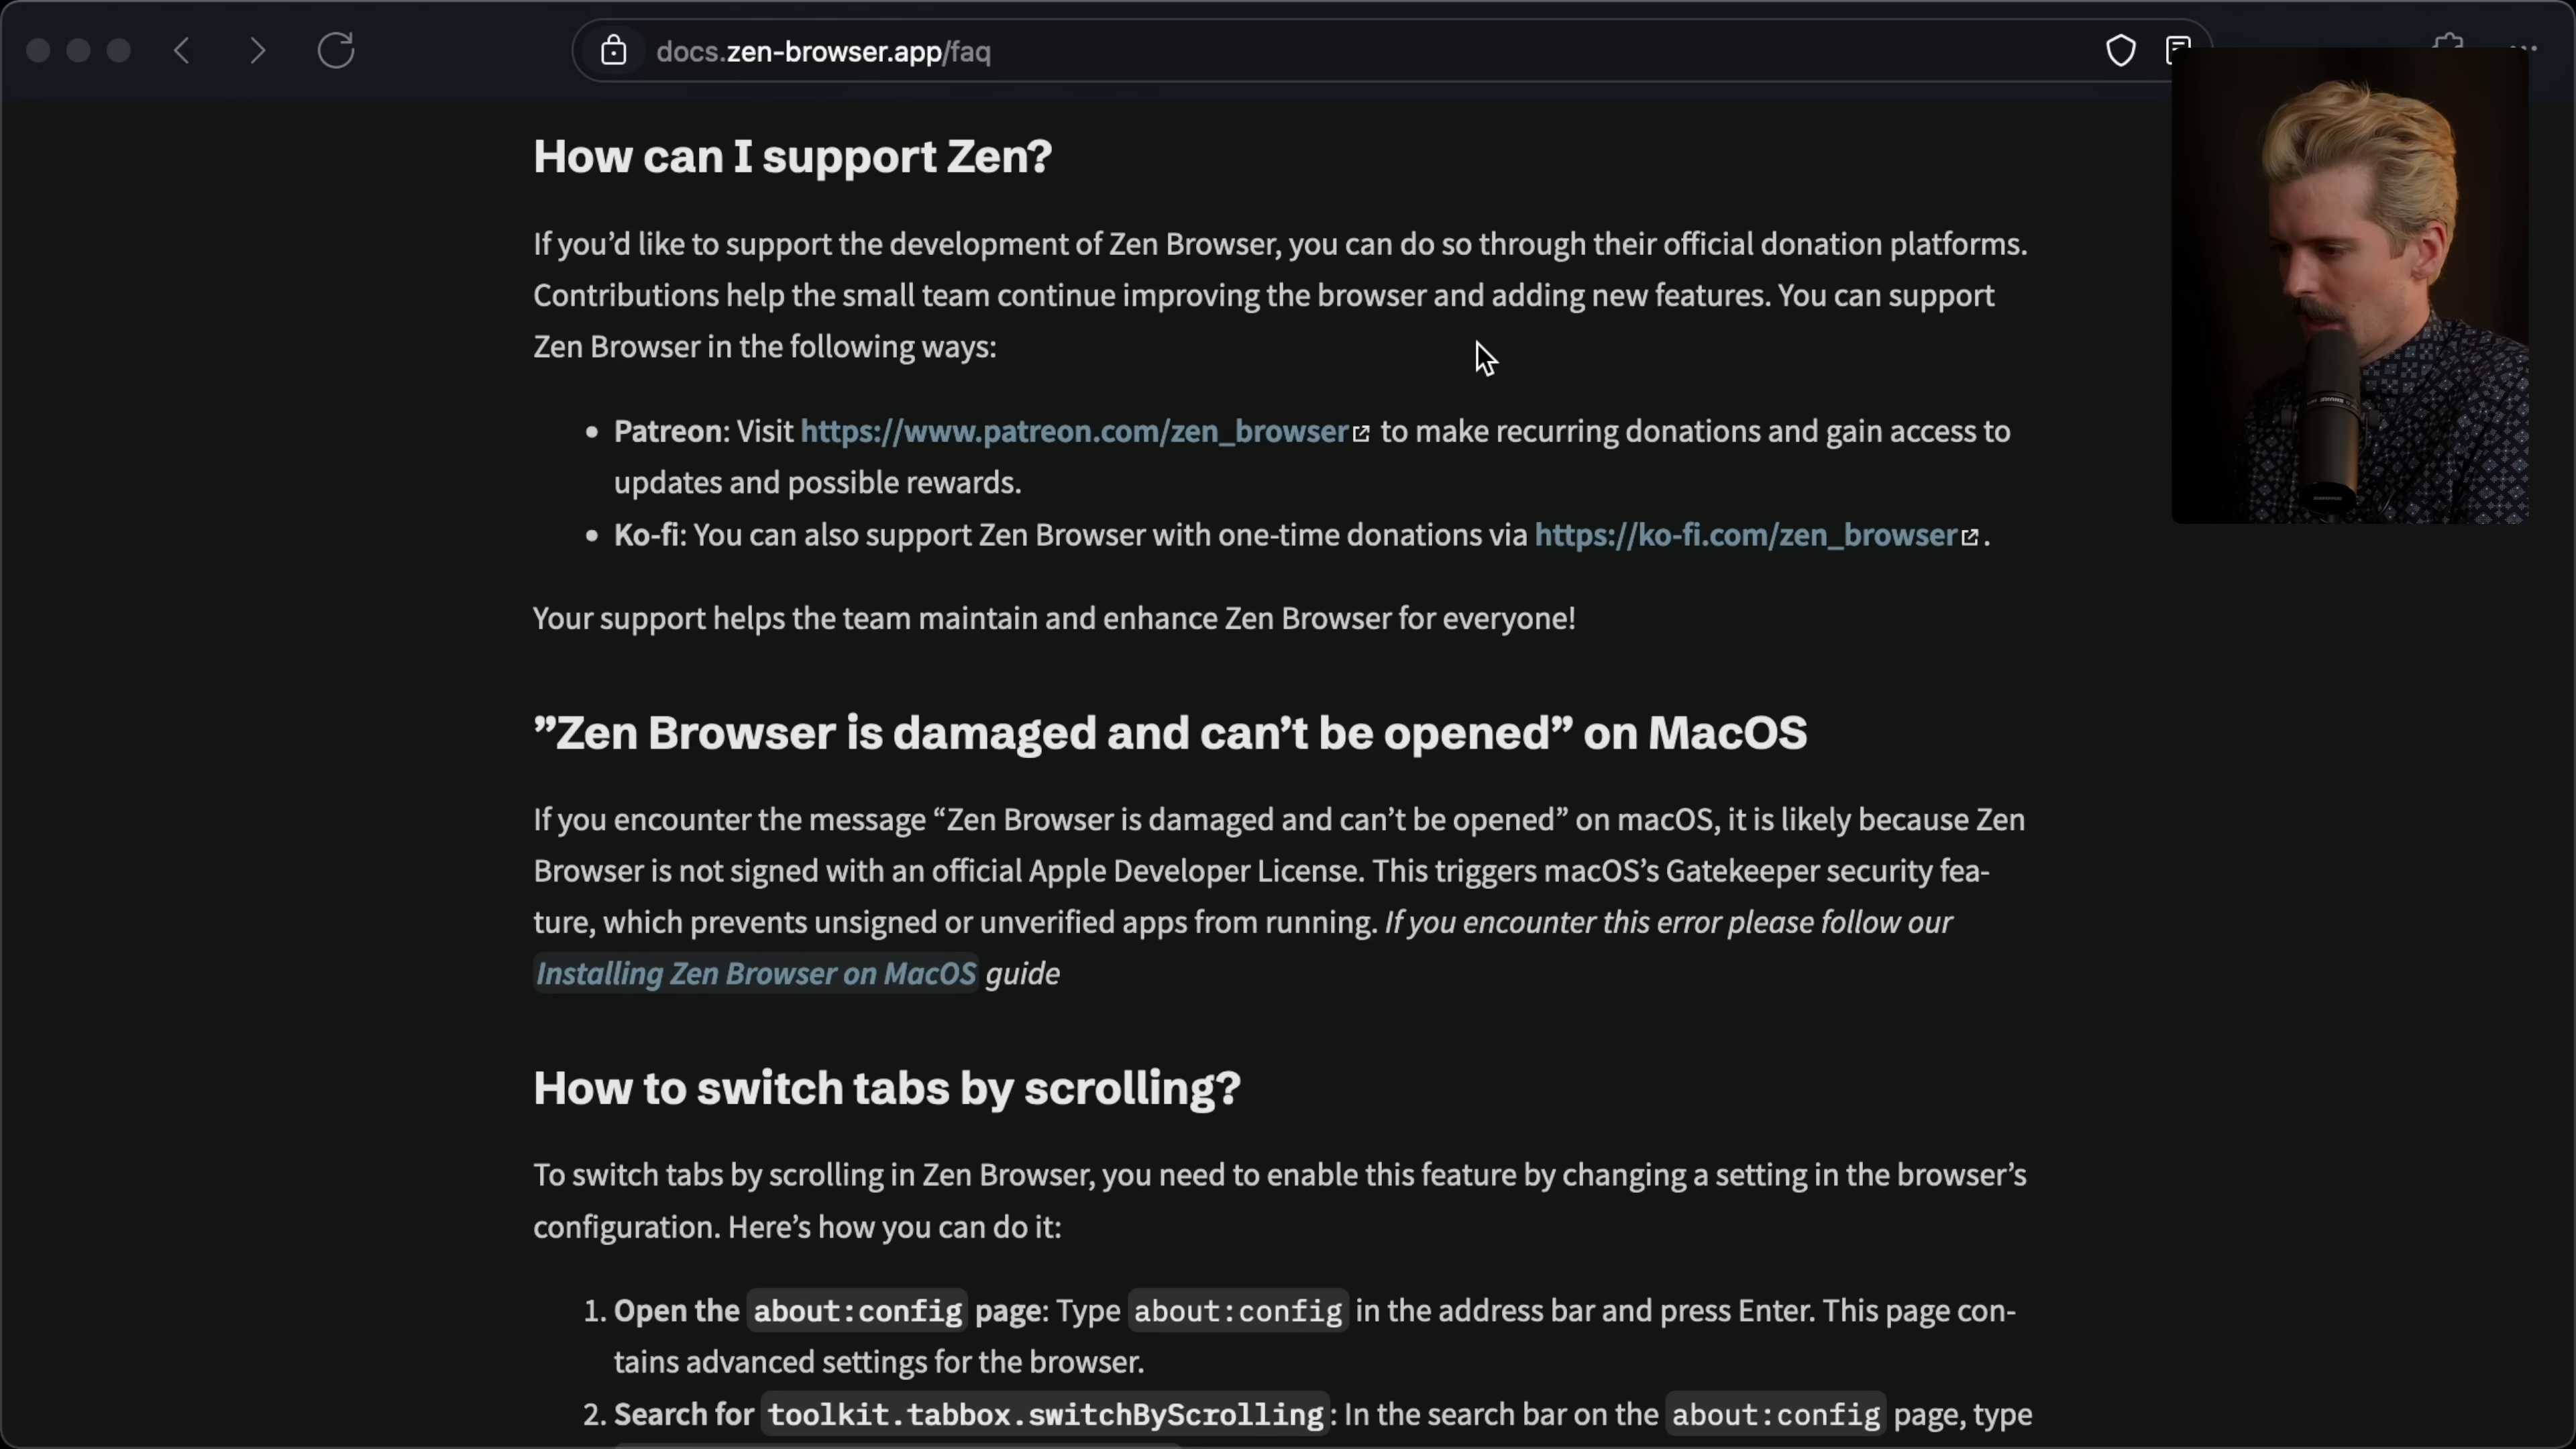 docs.zen-browser.app/faq
How can I support Zen?
If you’d like to support the development of Zen Browser, you can do so through their official donation platforms.
Contributions help the small team continue improving the browser and adding new features. You can support
Zen Browser in the following ways:
• Patreon: Visit https://www.patreon.com/zen_browser to make recurring donations and gain access to
updates and possible rewards.
• Ko-fi: You can also support Zen Browser with one-time donations via https://ko-fi.com/zen_browser.
Your support helps the team maintain and enhance Zen Browser for everyone!
”Zen Browser is damaged and can’t be opened” on MacOS
If you encounter the message “Zen Browser is damaged and can’t be opened” on macOS, it is likely because Zen
Browser is not signed with an official Apple Developer License. This triggers macOS’s Gatekeeper security fea-
ture, which prevents unsigned or unverified apps from running. If you encounter this error please follow our
Installing Zen Browser on MacOS guide
How to switch tabs by scrolling?
To switch tabs by scrolling in Zen Browser, you need to enable this feature by changing a setting in the browser’s
configuration. Here’s how you can do it:
1. Open the about:config page: Type about:config in the address bar and press Enter. This page con-
tains advanced settings for the browser.
2. Search for toolkit.tabbox.switchByScrolling: In the search bar on the about:config page, type